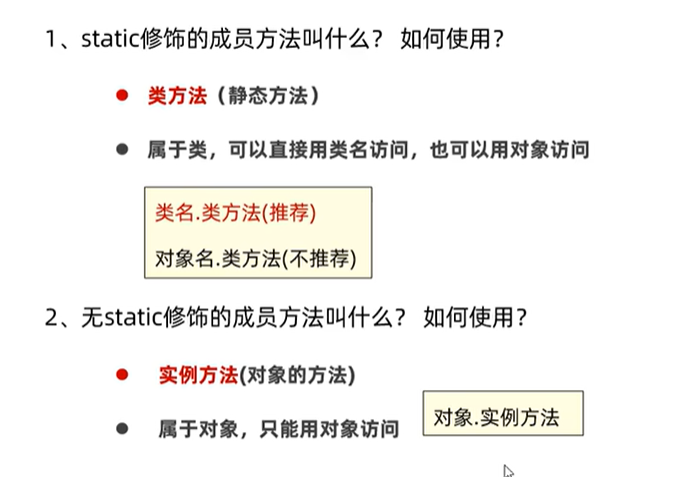 1、static修饰的成员方法叫什么？ 如何使用？
● 类方法（静态方法）
● 属于类，可以直接用类名访问，也可以用对象访问
类名.类方法(推荐)
对象名.类方法(不推荐)
2、无static修饰的成员方法叫什么？ 如何使用？
● 实例方法(对象的方法)
● 属于对象，只能用对象访问
对象.实例方法